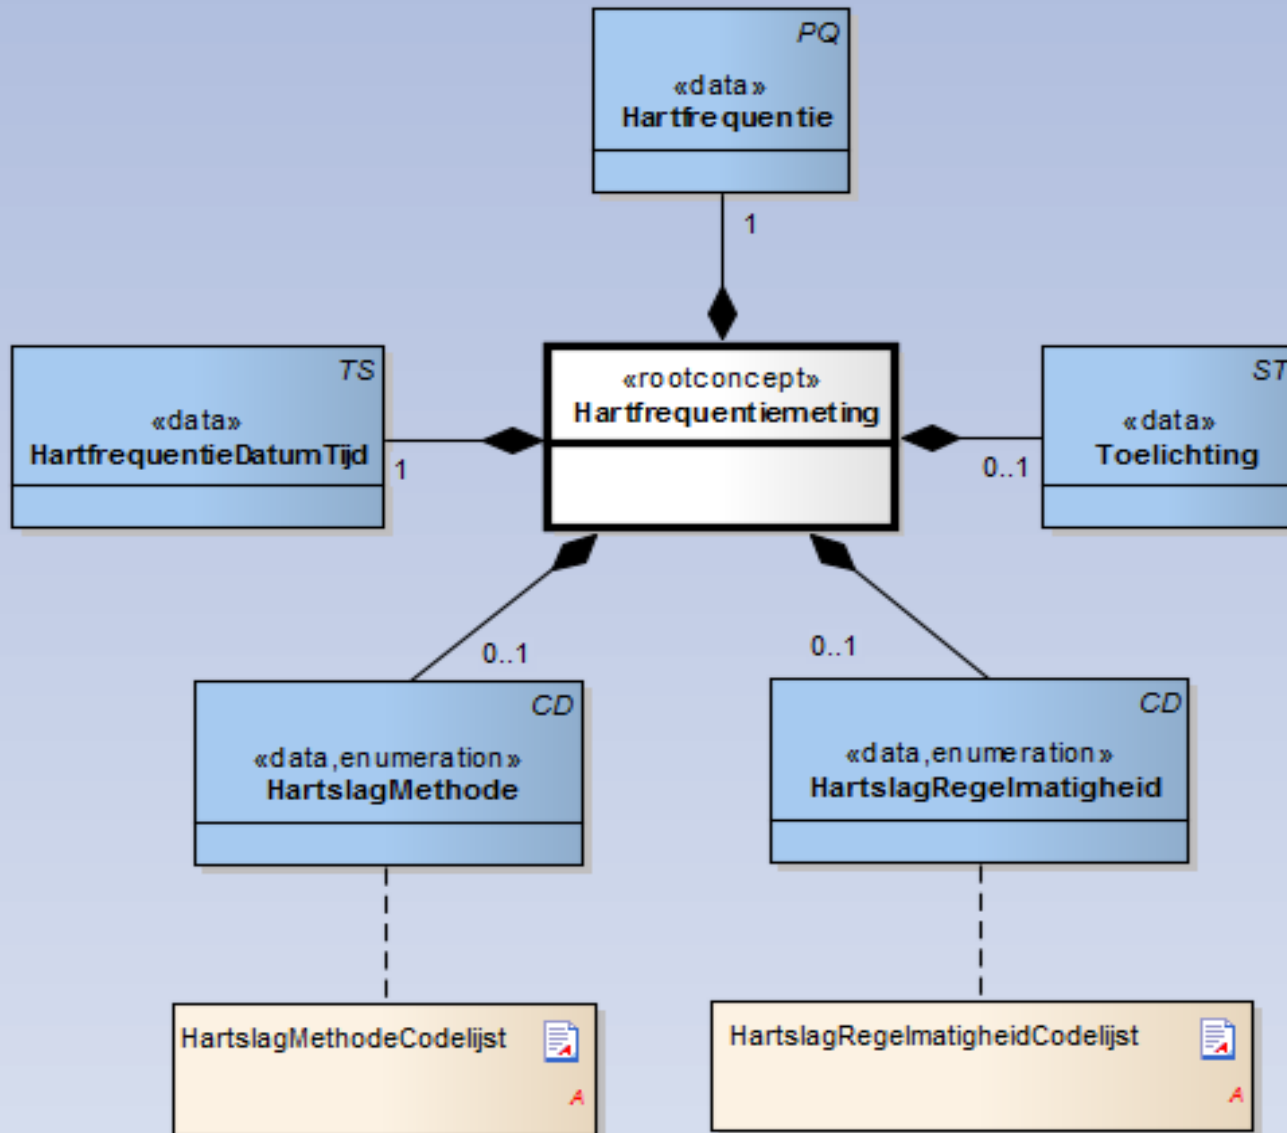 PQ
«data»
Hartfrequentie
1
TS
«data»
HartfrequentieDatumTijd
1
«rootconcept»
Hartfrequentiemeting
ST
«data»
Toelichting
0..1
0..1
0..1
CD
«data,enumeration»
HartslagMethode
CD
«data,enumeration»
HartslagRegelmatigheid
HartslagMethodeCodelijst
A
HartslagRegelmatigheidCodelijst
A